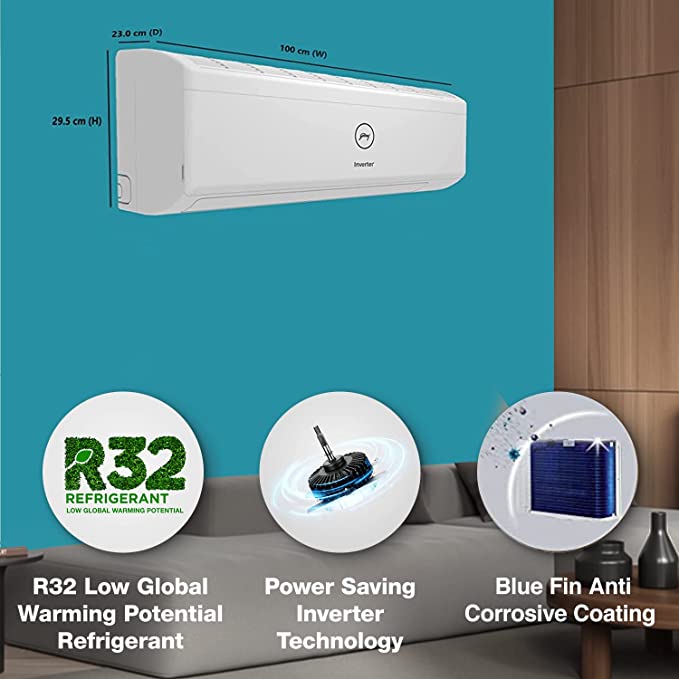 23.0 cm (D)
100 cm (W)
29.5 cm (H)
Godrej
Inverter
R32
REFRIGERANT
LOW GLOBAL WARMING POTENTIAL
R32 Low Global
Warming Potential
Refrigerant
Power Saving
Inverter
Technology
Blue Fin Anti
Corrosive Coating